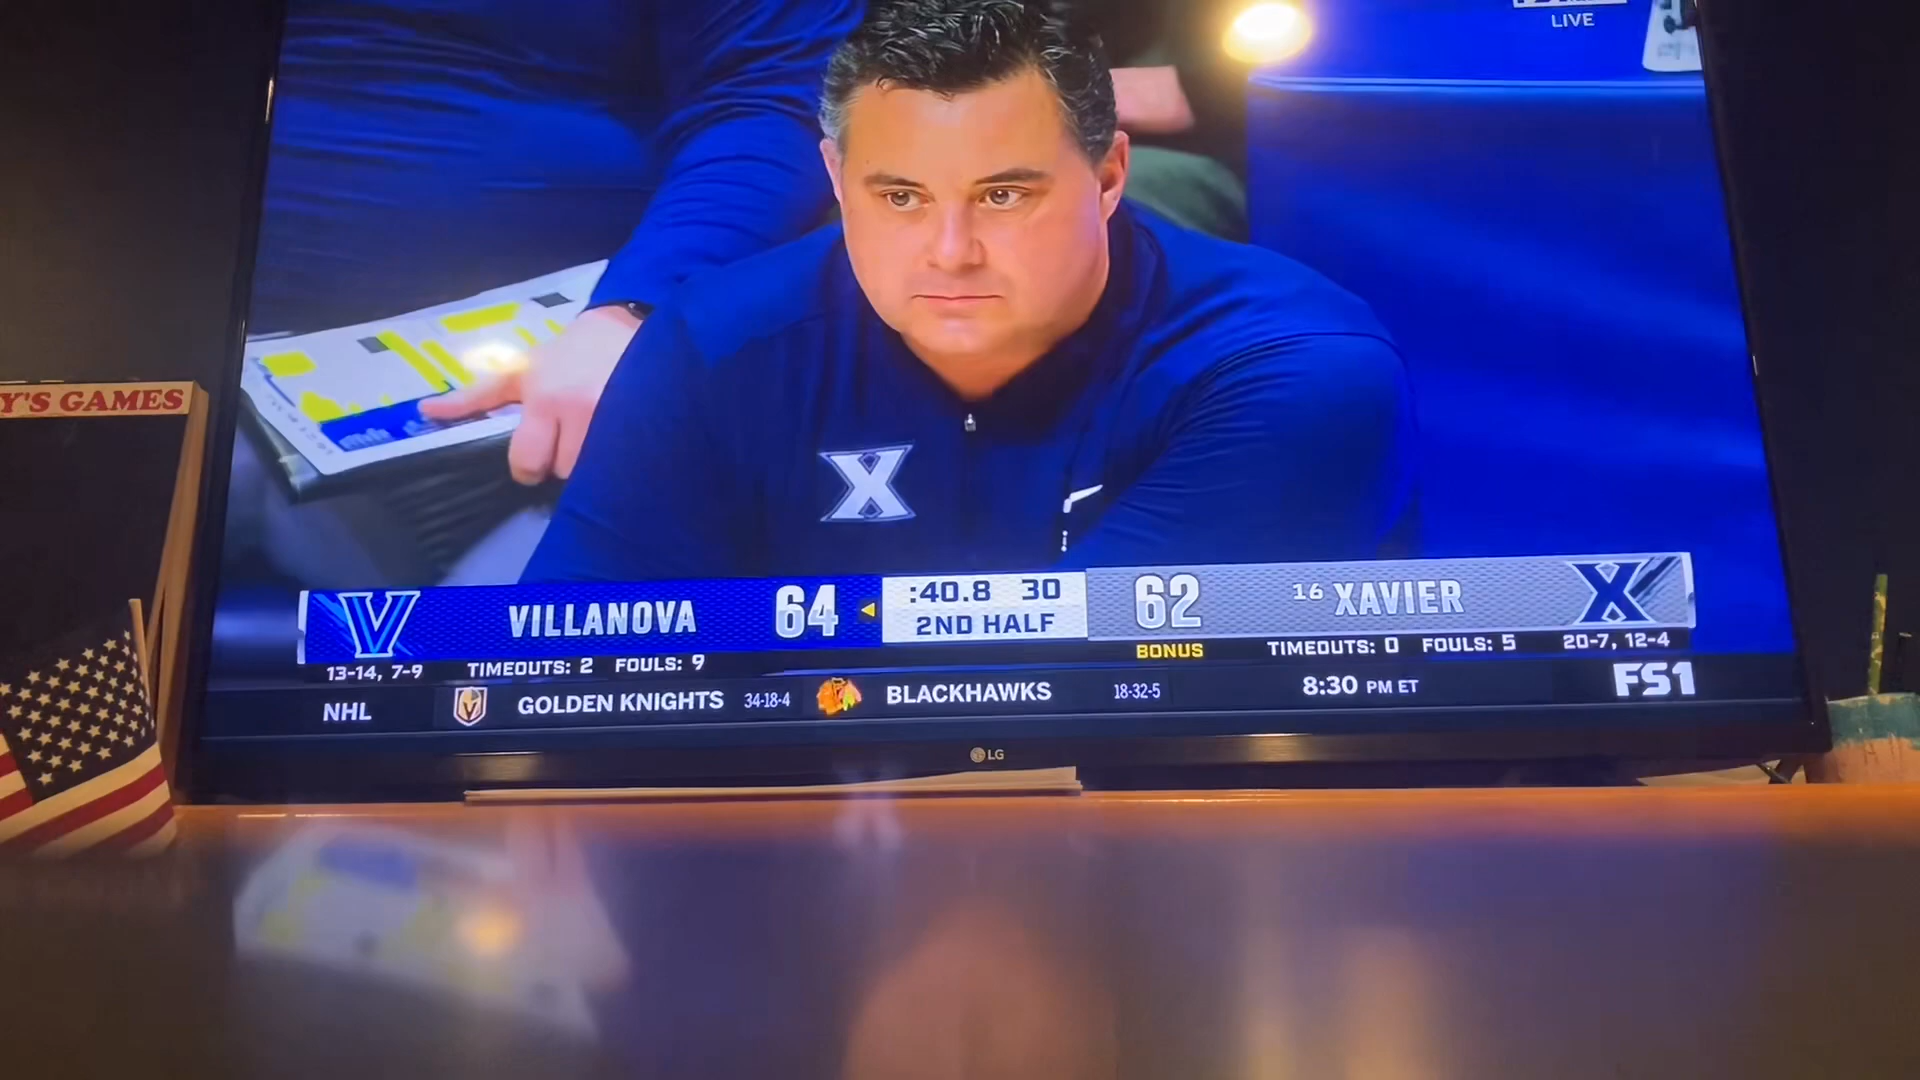 LIVE
Y'S GAMES
X
V VILLANOVA 64 :40.8 30 62 16 XAVIER X
2ND HALF
13-14, 7-9 TIMEOUTS: 2 FOULS: 9 BONUS TIMEOUTS: 0 FOULS: 5 20-7, 12-4
NHL GOLDEN KNIGHTS 34-18-4 BLACKHAWKS 18-32-5 8:30 PM ET FS1
LG